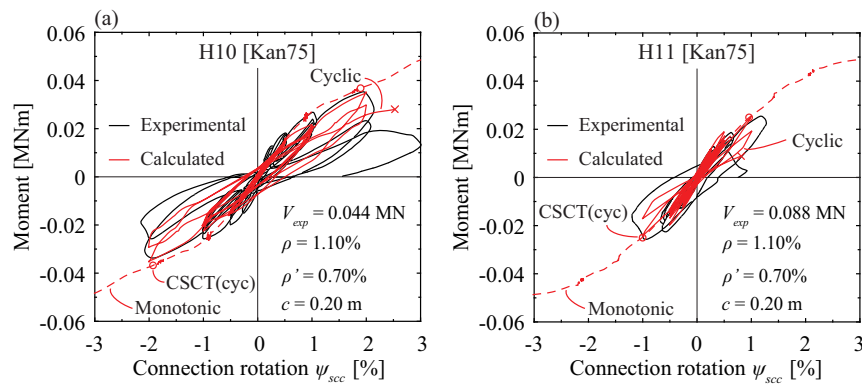 (a)
H10 [Kan75]
Cyclic
Experimental
Calculated
V_exp = 0.044 MN
ρ = 1.10%
ρ' = 0.70%
c = 0.20 m
CSCT(cyc)
Monotonic
0.06
0.04
0.02
0
-0.02
-0.04
-0.06
Moment [MNm]
-3 -2 -1 0 1 2 3
Connection rotation ψ_scc [%]
(b)
H11 [Kan75]
Experimental
Calculated
Cyclic
CSCT(cyc)
V_exp = 0.088 MN
ρ = 1.10%
ρ' = 0.70%
c = 0.20 m
Monotonic
0.06
0.04
0.02
0
-0.02
-0.04
-0.06
Moment [MNm]
-3 -2 -1 0 1 2 3
Connection rotation ψ_scc [%]